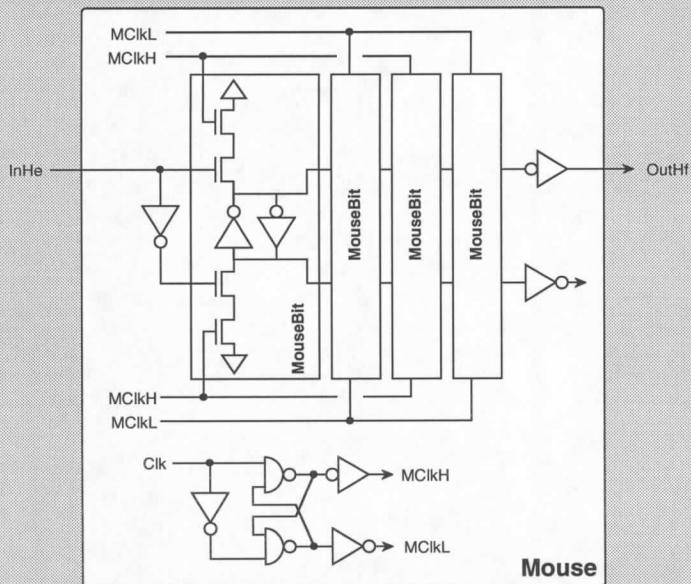 MClkL
MClkH
InHe
OutHf
MouseBit
MouseBit
MouseBit
MouseBit
MClkH
MClkL
Clk
MClkH
MClkL
Mouse